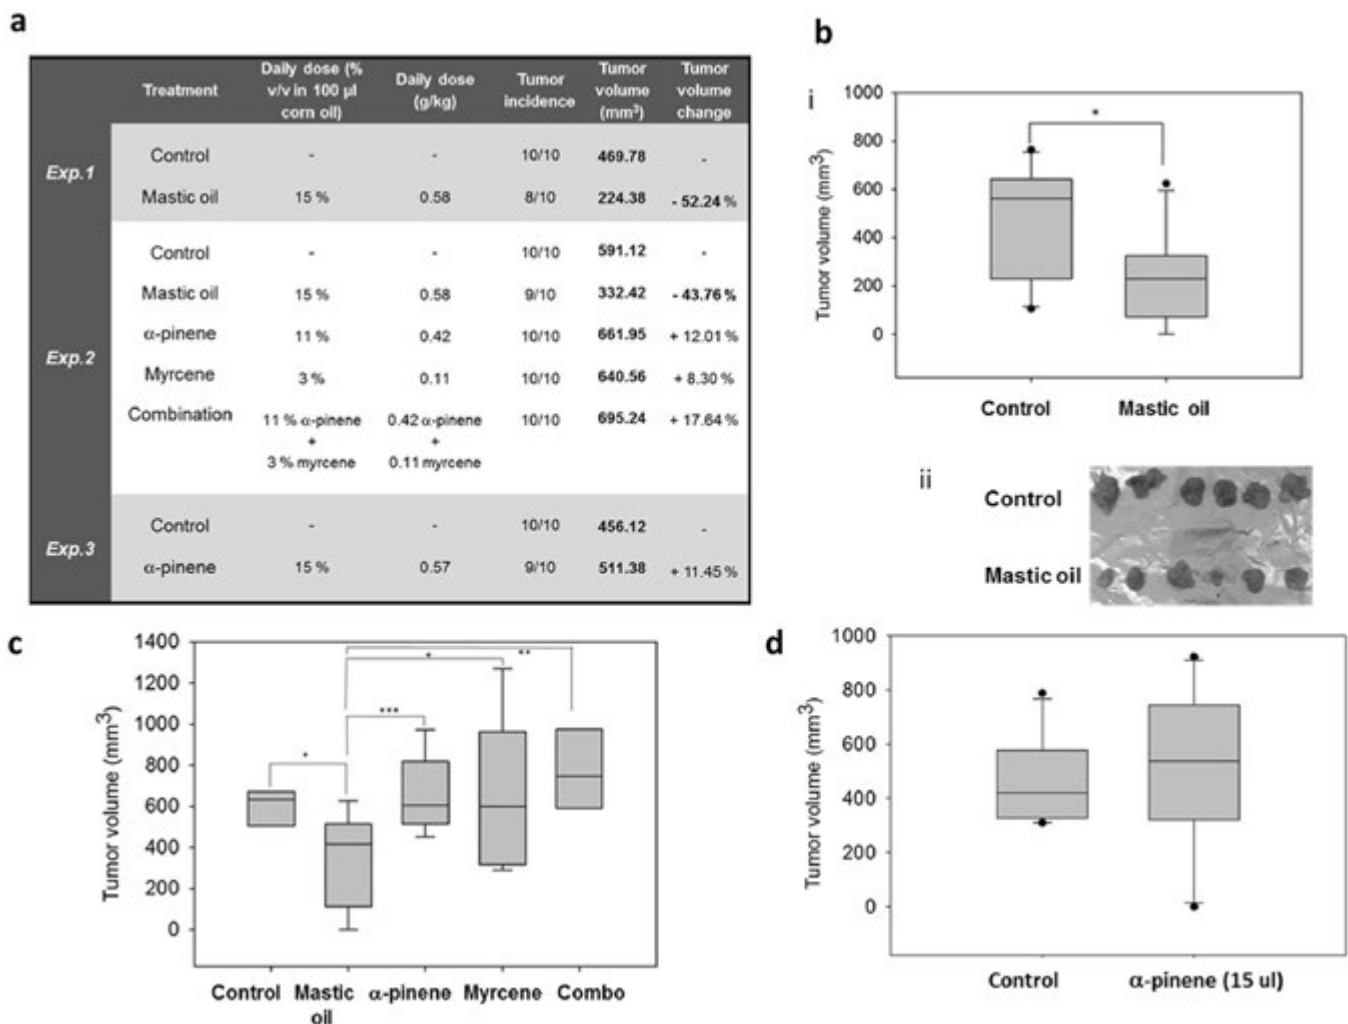 a
Treatment Daily dose (% v/v in 100 µl corn oil) Daily dose (g/kg) Tumor incidence Tumor volume (mm³) Tumor volume change
Exp.1
Control - - 10/10 469.78 -
Mastic oil 15 % 0.58 8/10 224.38 - 52.24 %
Exp.2
Control - - 10/10 591.12 -
Mastic oil 15 % 0.58 9/10 332.42 - 43.76 %
α-pinene 11 % 0.42 10/10 661.95 + 12.01 %
Myrcene 3 % 0.11 10/10 640.56 + 8.30 %
Combination 11 % α-pinene + 3 % myrcene 0.42 α-pinene + 0.11 myrcene 10/10 695.24 + 17.64 %
Exp.3
Control - - 10/10 456.12 -
α-pinene 15 % 0.57 9/10 511.38 + 11.45 %
b
i
Tumor volume (mm³)
1000
800
600
400
200
0
*
Control Mastic oil
ii
Control
Mastic oil
c
Tumor volume (mm³)
1400
1200
1000
800
600
400
200
0
*
***
*
**
Control Mastic oil α-pinene Myrcene Combo
d
Tumor volume (mm³)
1000
800
600
400
200
0
Control α-pinene (15 ul)